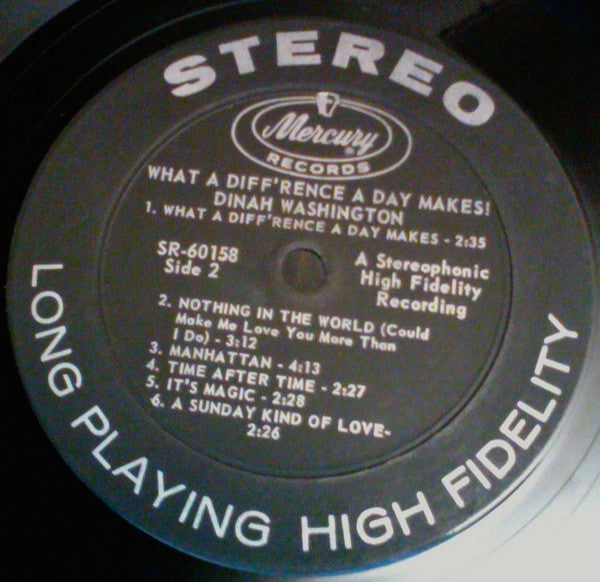 STEREO
Mercury
®
RECORDS
WHAT A DIFF'RENCE A DAY MAKES!
DINAH WASHINGTON
1. WHAT A DIFF'RENCE A DAY MAKES - 2:35
SR-60158
Side 2
A Stereophonic
High Fidelity
Recording
2. NOTHING IN THE WORLD (Could
Make Me Love You More Than
I Do) - 3:12
3. MANHATTAN - 4:13
4. TIME AFTER TIME - 2:27
5. IT'S MAGIC - 2:28
6. A SUNDAY KIND OF LOVE-
2:26
LONG PLAYING HIGH FIDELITY